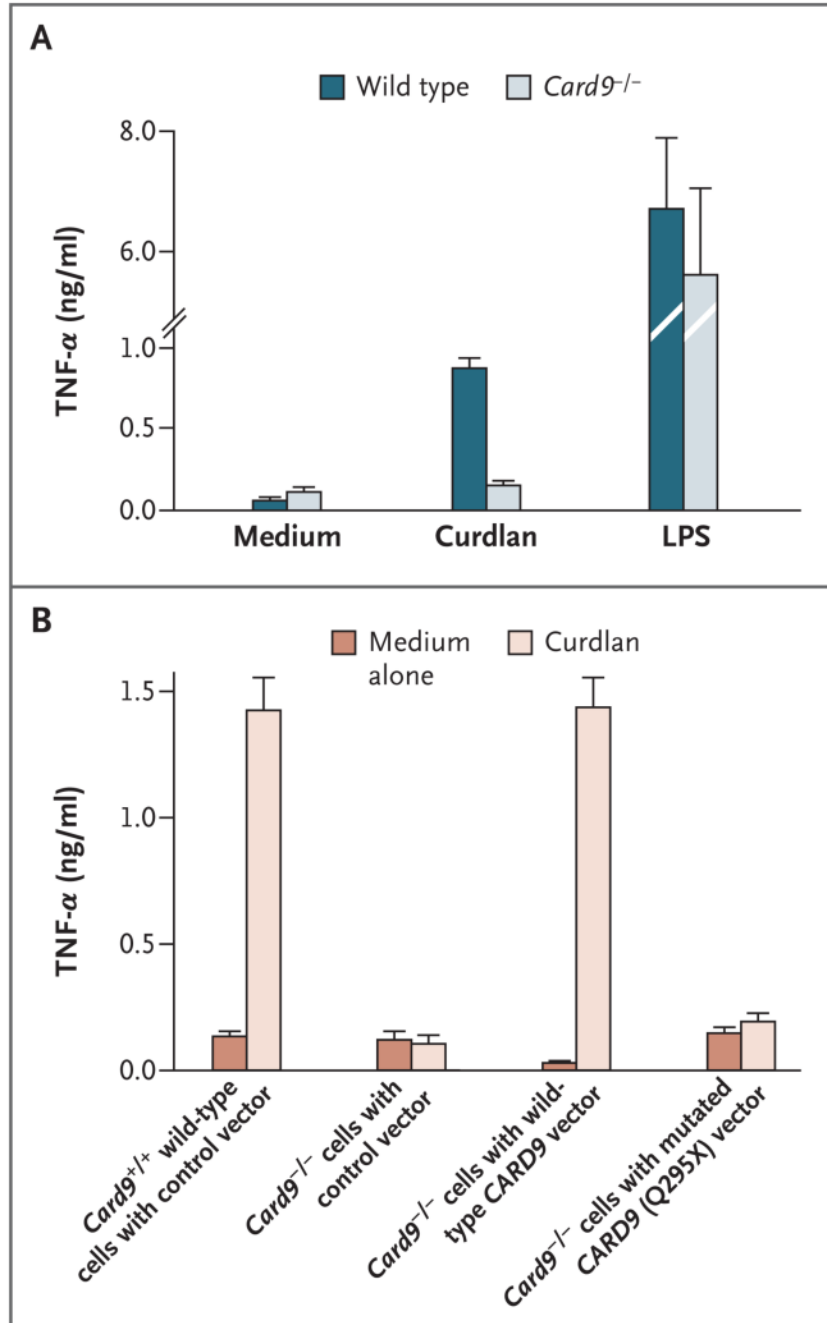 A
Wild type Card9–/–
8.0
6.0
1.0
0.5
0.0
TNF-α (ng/ml)
Medium Curdlan LPS
B
Medium alone Curdlan
1.5
1.0
0.5
0.0
TNF-α (ng/ml)
Card9+/+ wild-type
cells with control vector
Card9–/– cells with
control vector
Card9–/– cells with wild-
type CARD9 vector
Card9–/– cells with mutated
CARD9 (Q295X) vector